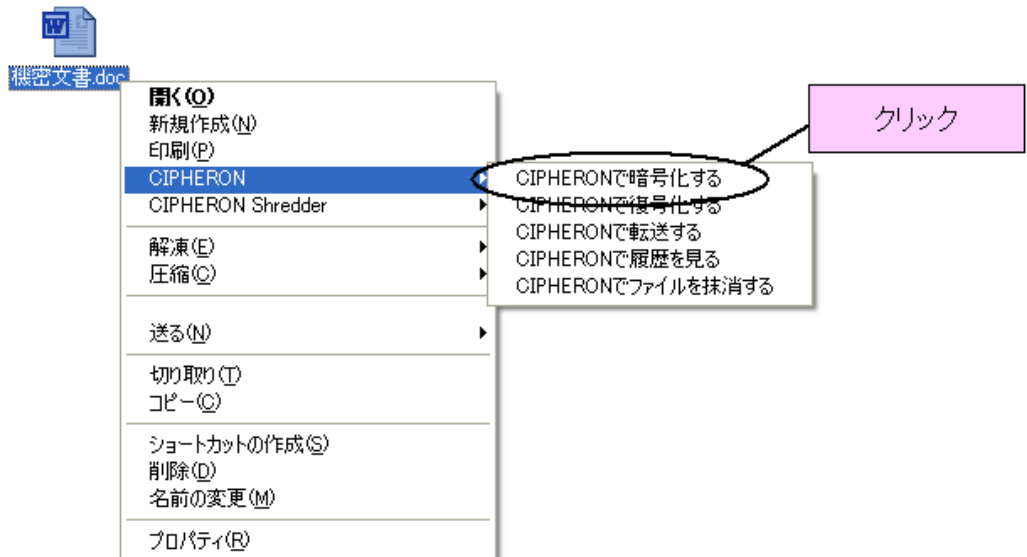 機密文書.doc
開く(O)
新規作成(N)
印刷(P)
CIPHERON
CIPHERON Shredder
解凍(E)
圧縮(C)
送る(N)
切り取り(T)
コピー(C)
ショートカットの作成(S)
削除(D)
名前の変更(M)
プロパティ(R)
CIPHERONで暗号化する
CIPHERONで復号化する
CIPHERONで転送する
CIPHERONで履歴を見る
CIPHERONでファイルを抹消する
クリック